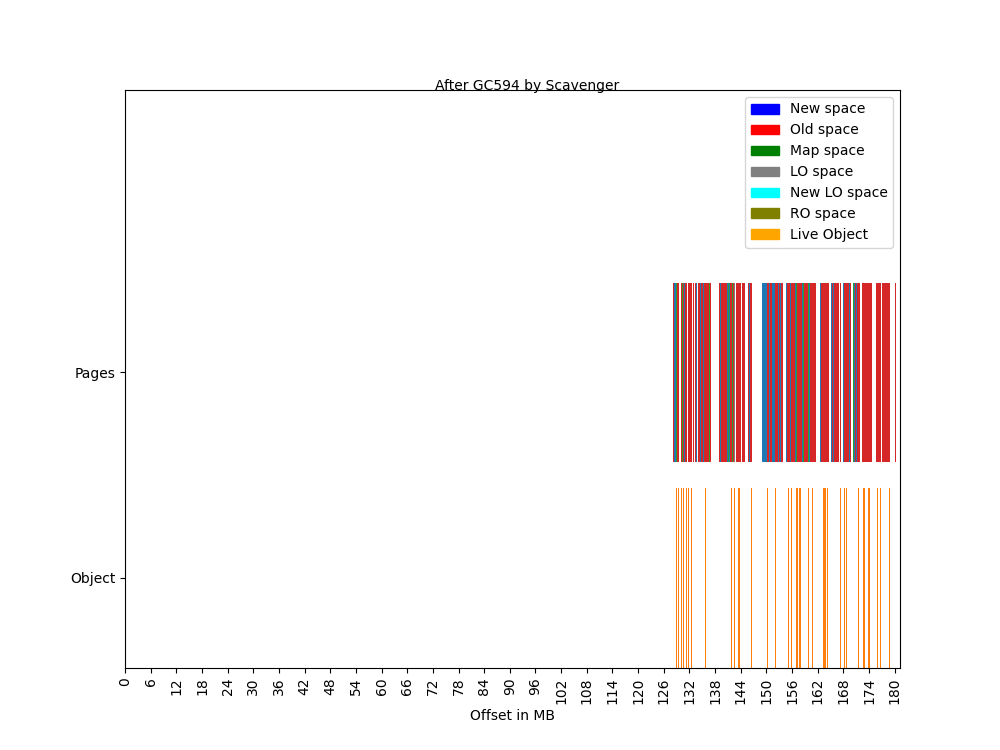 After GC594 by Scavenger
New space
Old space
Map space
LO space
New LO space
RO space
Live Object
Pages
Object
0 6 12 18 24 30 36 42 48 54 60 66 72 78 84 90 96 102 108 114 120 126 132 138 144 150 156 162 168 174 180
Offset in MB